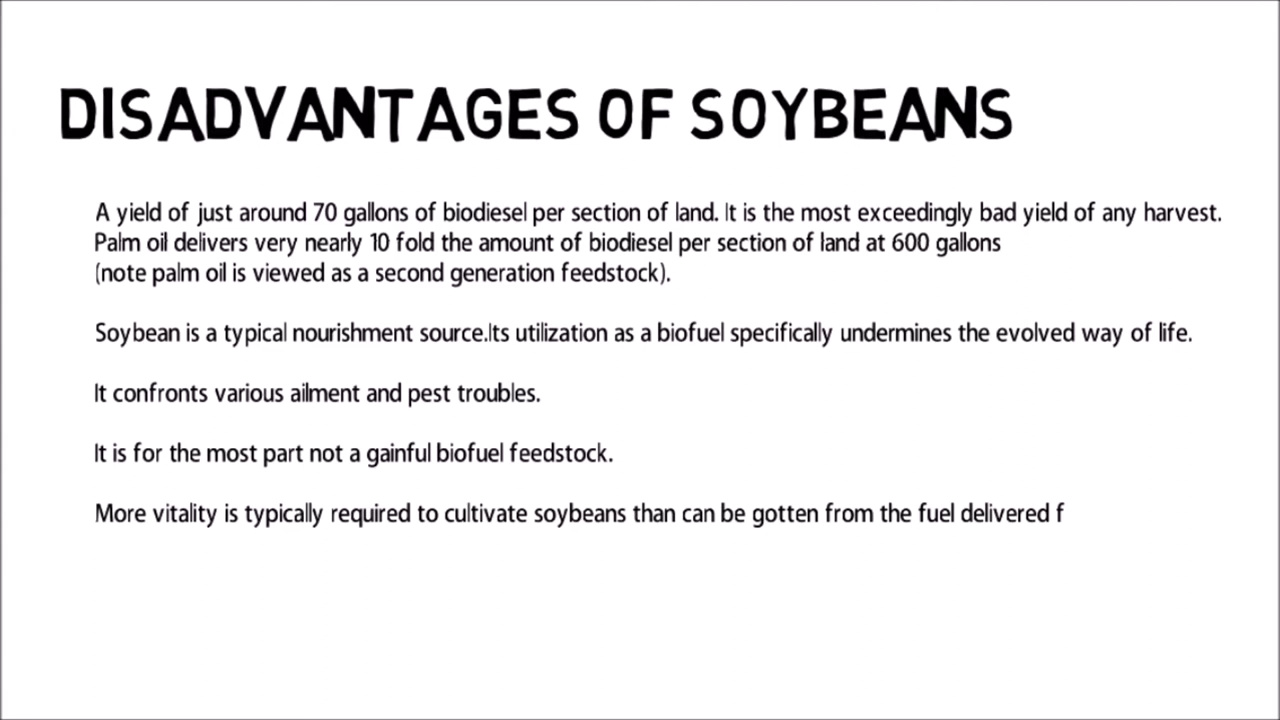 DISADVANTAGES OF SOYBEANS
A yield of just around 70 gallons of biodiesel per section of land. It is the most exceedingly bad yield of any harvest.
Palm oil delivers very nearly 10 fold the amount of biodiesel per section of land at 600 gallons
(note palm oil is viewed as a second generation feedstock).
Soybean is a typical nourishment source.Its utilization as a biofuel specifically undermines the evolved way of life.
It confronts various ailment and pest troubles.
It is for the most part not a gainful biofuel feedstock.
More vitality is typically required to cultivate soybeans than can be gotten from the fuel delivered f